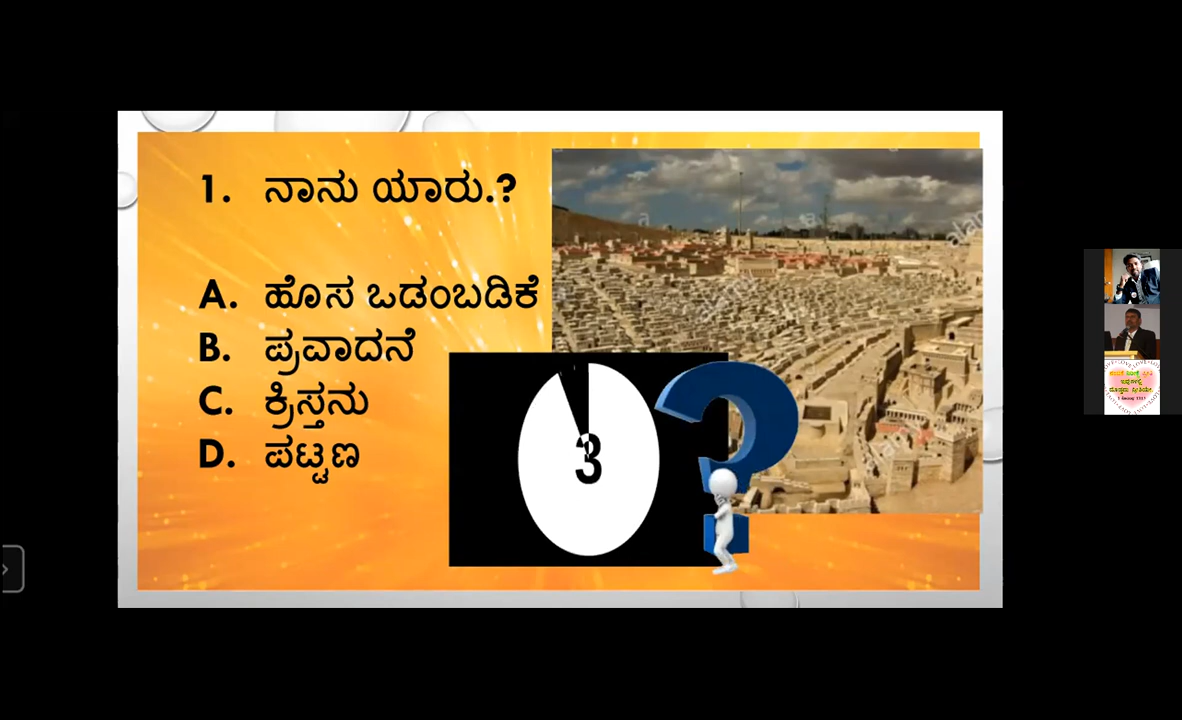 1. ನಾನು ಯಾರು.?
A. ಹೊಸ ಒಡಂಬಡಿಕೆ
B. ಪ್ರವಾದನೆ
C. ಕ್ರಿಸ್ತನು
D. ಪಟ್ಟಣ
3